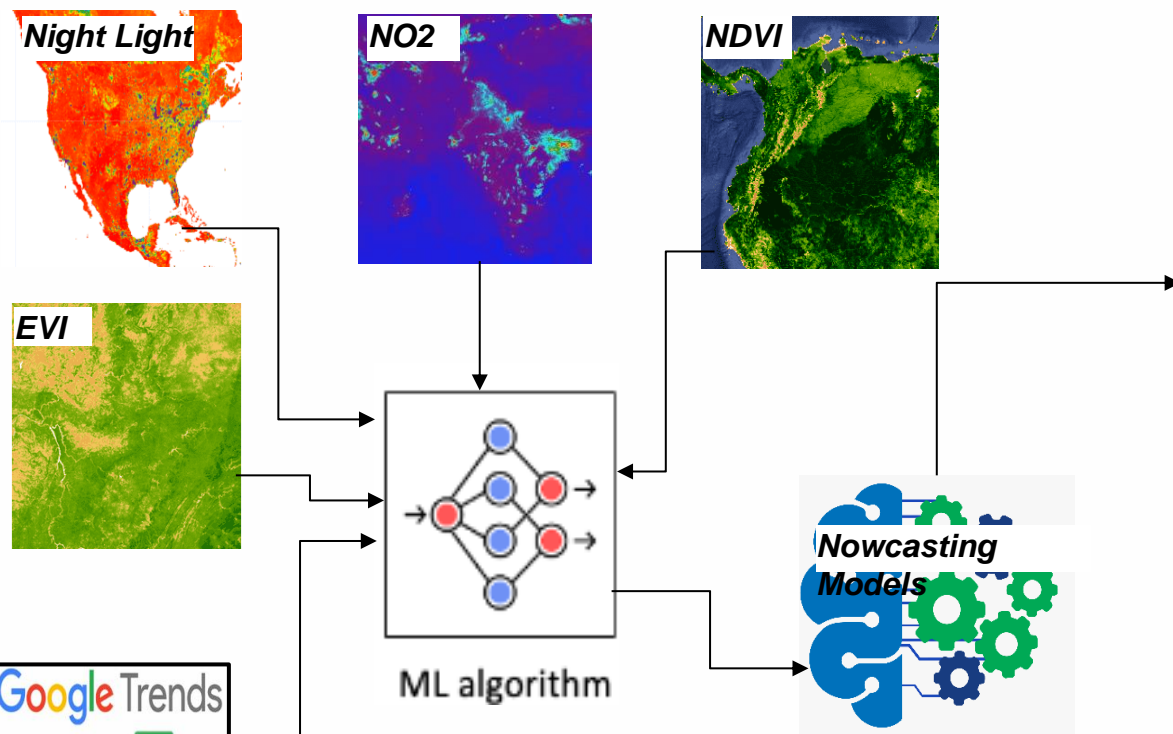 Night Light
NO2
NDVI
EVI
Nowcasting
Models
ML algorithm
Google Trends